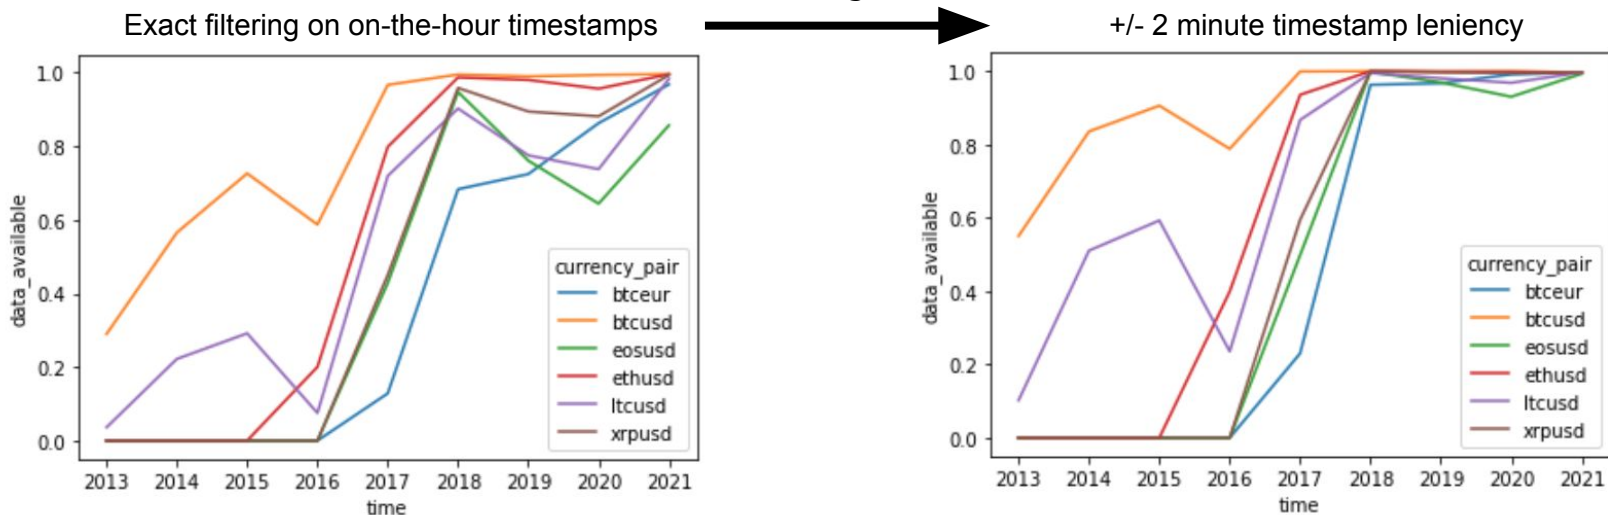 Exact filtering on on-the-hour timestamps
+/- 2 minute timestamp leniency
1.0
0.8
0.6
0.4
0.2
0.0
data_available
2013 2014 2015 2016 2017 2018 2019 2020 2021
time
currency_pair
btceur
btcusd
eosusd
ethusd
ltcusd
xrpusd
1.0
0.8
0.6
0.4
0.2
0.0
data_available
2013 2014 2015 2016 2017 2018 2019 2020 2021
time
currency_pair
btceur
btcusd
eosusd
ethusd
ltcusd
xrpusd